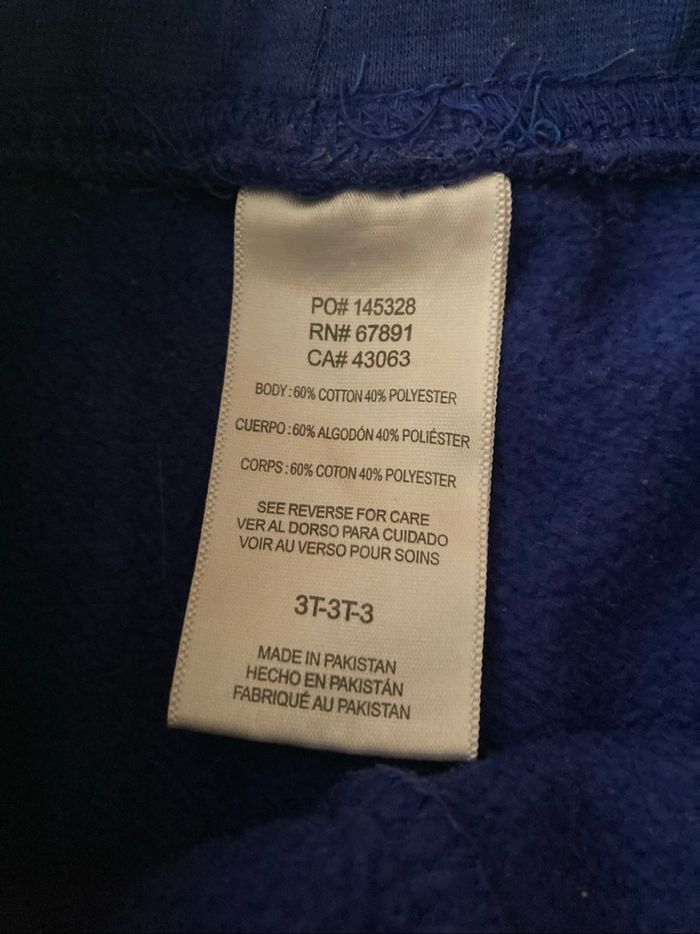 PO# 145328
RN# 67891
CA# 43063
BODY : 60% COTTON 40% POLYESTER
CUERPO : 60% ALGODÓN 40% POLIÉSTER
CORPS : 60% COTON 40% POLYESTER
SEE REVERSE FOR CARE
VER AL DORSO PARA CUIDADO
VOIR AU VERSO POUR SOINS
3T-3T-3
MADE IN PAKISTAN
HECHO EN PAKISTÁN
FABRIQUÉ AU PAKISTAN